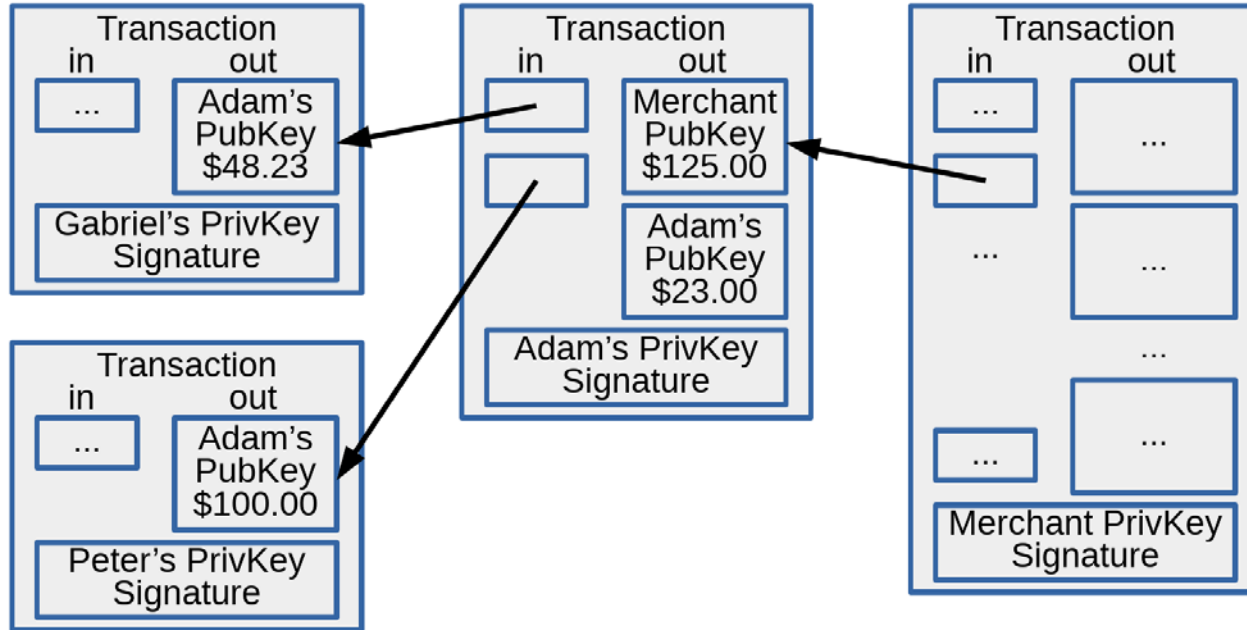 Transaction
in out
...
Adam's
PubKey
$48.23
Gabriel's PrivKey
Signature
Transaction
in out
...
Adam's
PubKey
$100.00
Peter's PrivKey
Signature
Transaction
in out
Merchant
PubKey
$125.00
Adam's
PubKey
$23.00
Adam's PrivKey
Signature
Transaction
in out
...
...
...
...
...
...
...
Merchant PrivKey
Signature